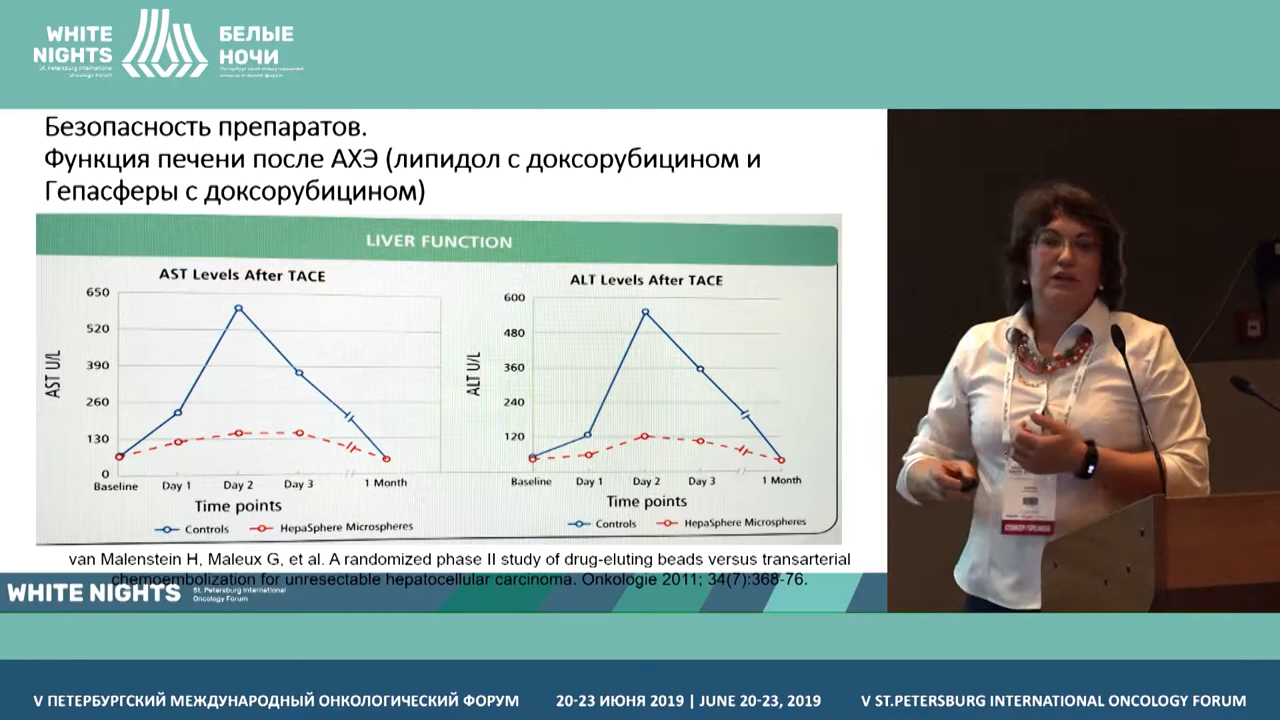 WHITE
NIGHTS
St. Petersburg International
Oncology Forum
БЕЛЫЕ
НОЧИ
Петербургский международный
онкологический форум
Безопасность препаратов.
Функция печени после АХЭ (липидол с доксорубицином и
Гепасферы с доксорубицином)
LIVER FUNCTION
AST Levels After TACE
650
520
390
260
130
0
AST U/L
Baseline Day 1 Day 2 Day 3 1 Month
Time points
Controls HepaSphere Microspheres
ALT Levels After TACE
600
480
360
240
120
ALT U/L
Baseline Day 1 Day 2 Day 3 1 Month
Time points
Controls HepaSphere Microspheres
van Malenstein H, Maleux G, et al. A randomized phase II study of drug-eluting beads versus transarterial
chemoembolization for unresectable hepatocellular carcinoma. Onkologie 2011; 34(7):368-76.
WHITE NIGHTS
St. Petersburg International
Oncology Forum
СПИКЕР/SPEAKER
V ПЕТЕРБУРГСКИЙ МЕЖДУНАРОДНЫЙ ОНКОЛОГИЧЕСКИЙ ФОРУМ 20-23 ИЮНЯ 2019 | JUNE 20-23, 2019 V ST.PETERSBURG INTERNATIONAL ONCOLOGY FORUM